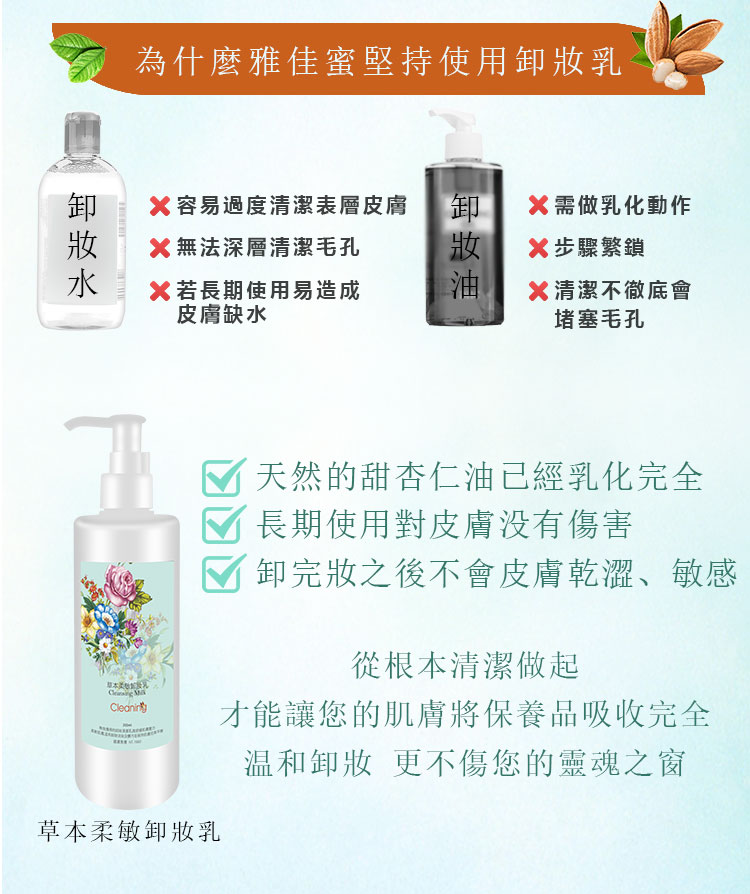 為什麼雅佳蜜堅持使用卸妝乳
卸妝水
容易過度清潔表層皮膚
無法深層清潔毛孔
若長期使用易造成
皮膚缺水
卸妝油
需做乳化動作
步驟繁鎖
清潔不徹底會
堵塞毛孔
天然的甜杏仁油已經乳化完全
長期使用對皮膚没有傷害
卸完妝之後不會皮膚乾澀、敏感
草本柔敏卸妝乳
Cleansing Milk
Cleaning
從根本清潔做起
才能讓您的肌膚將保養品吸收完全
温和卸妝 更不傷您的靈魂之窗
草本柔敏卸妝乳